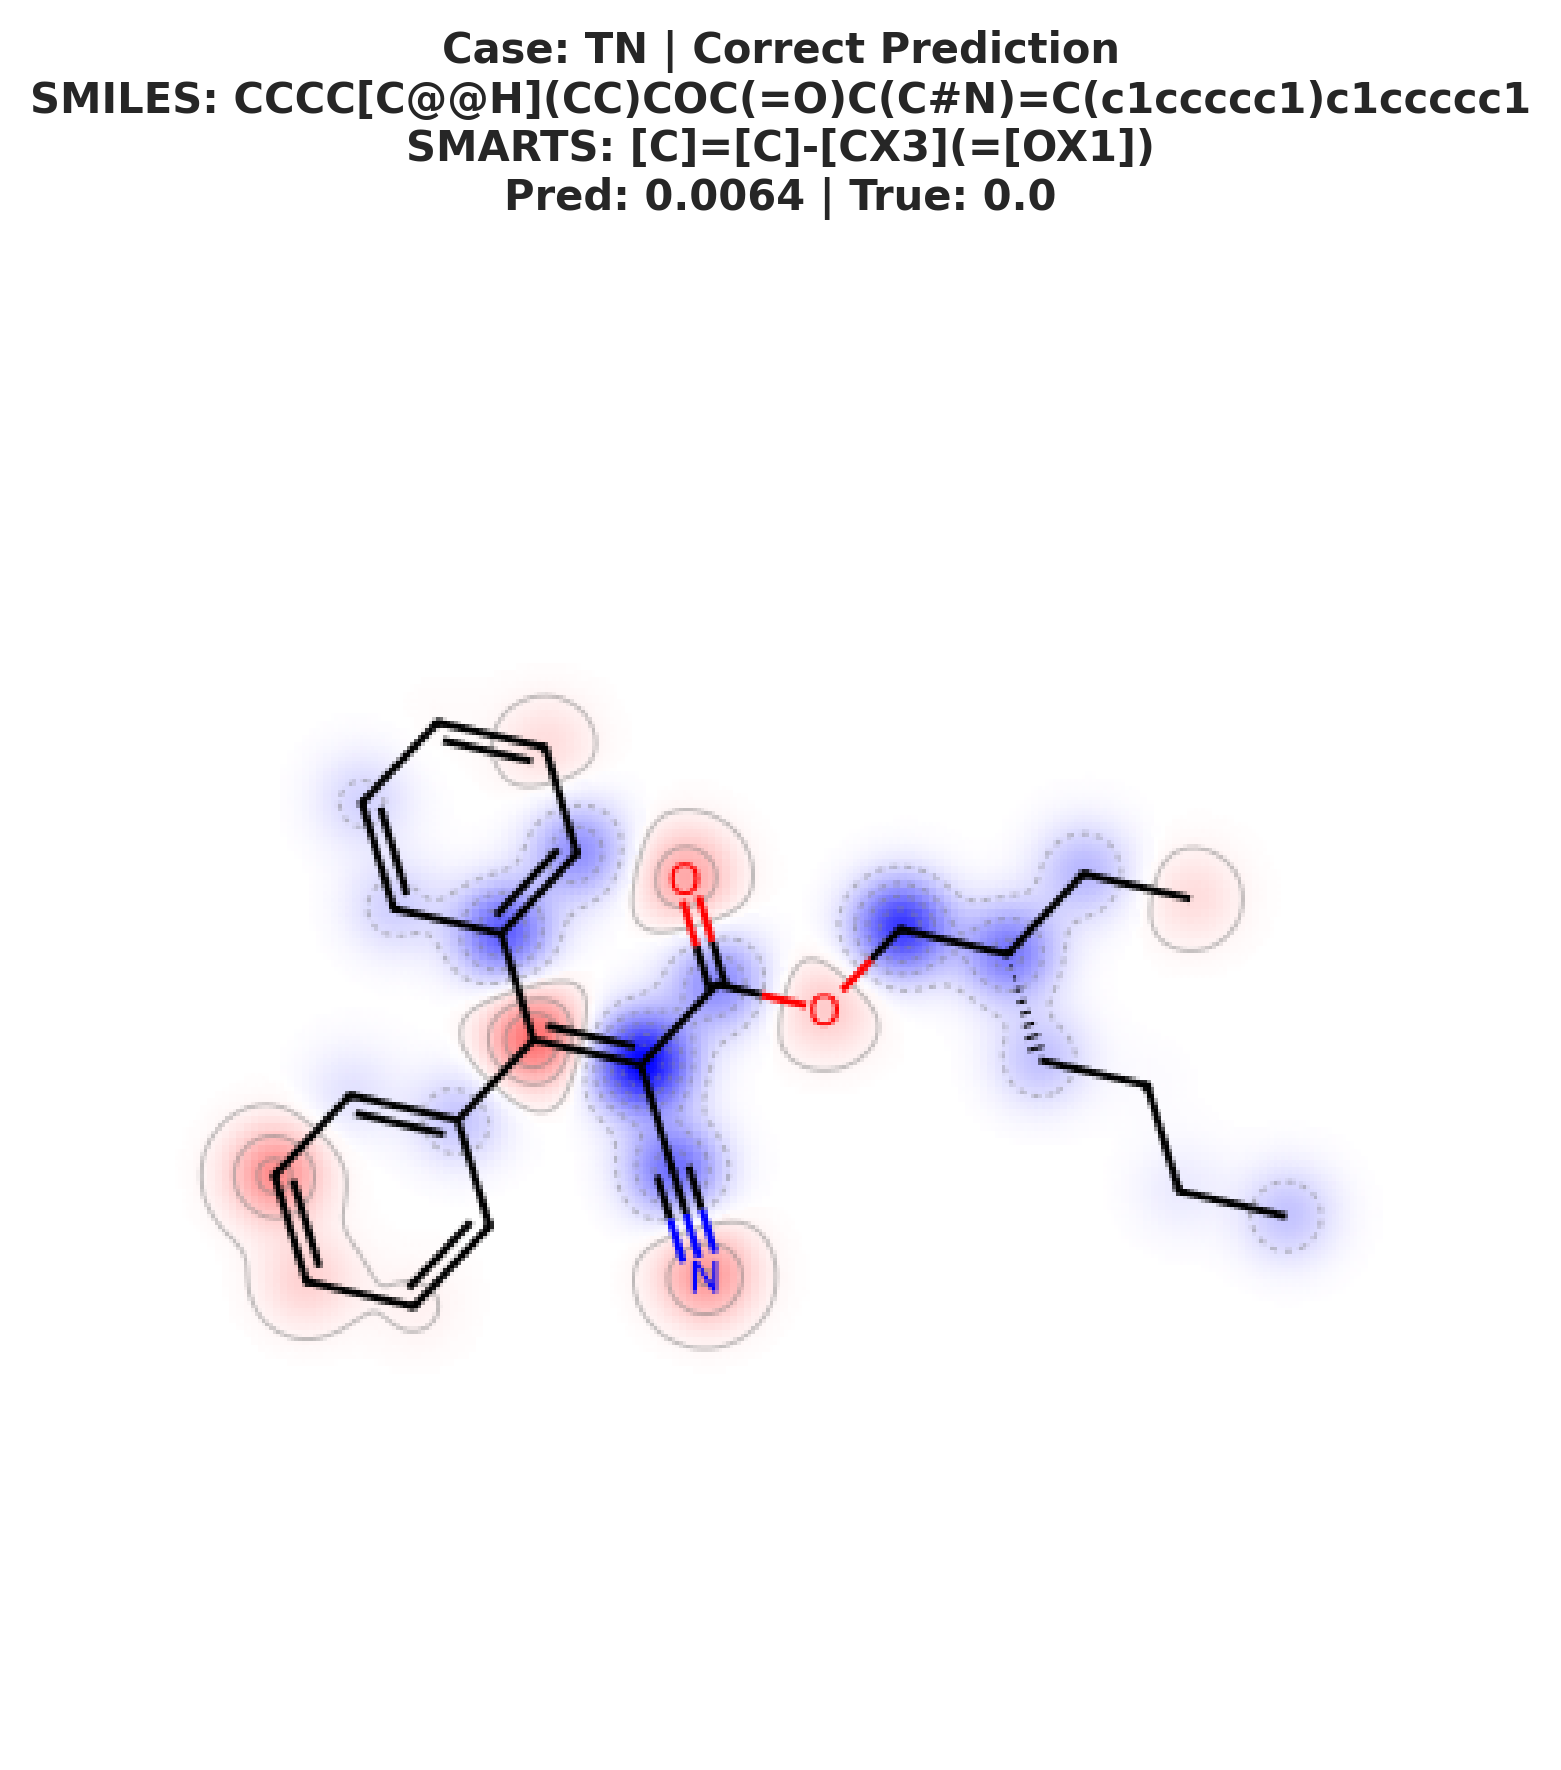 Case: TN | Correct Prediction
SMILES: CCCC[C@@H](CC)COC(=O)C(C#N)=C(c1ccccc1)c1ccccc1
SMARTS: [C]=[C]-[CX3](=[OX1])
Pred: 0.0064 | True: 0.0
O
O
N